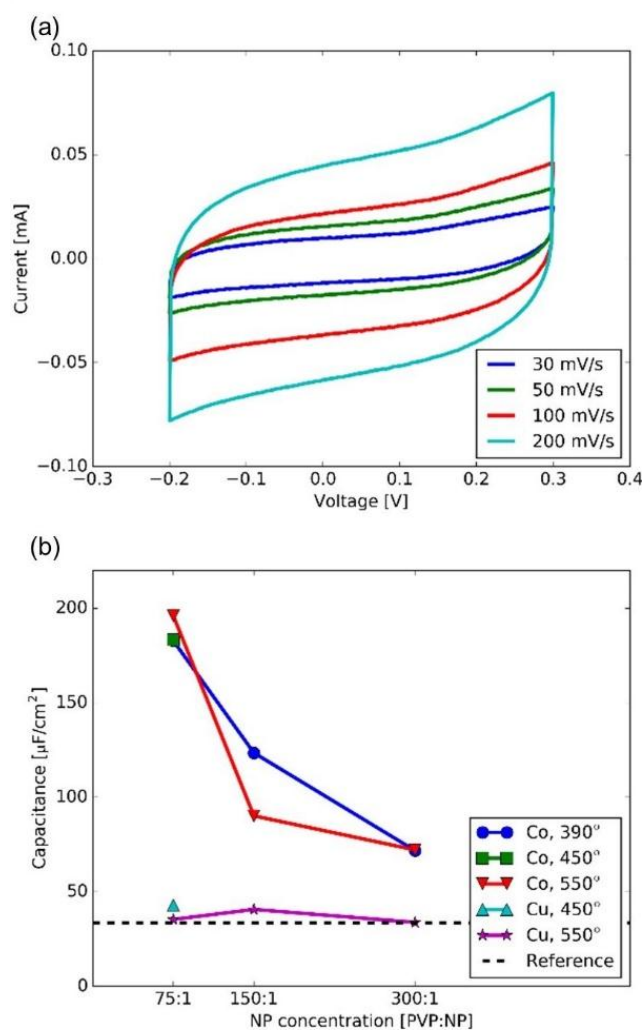 (a)
0.10
0.05
0.00
−0.05
−0.10
Current [mA]
30 mV/s
50 mV/s
100 mV/s
200 mV/s
−0.3 −0.2 −0.1 0.0 0.1 0.2 0.3 0.4
Voltage [V]
(b)
200
150
100
50
0
Capacitance [μF/cm²]
Co, 390°
Co, 450°
Co, 550°
Cu, 450°
Cu, 550°
Reference
75:1 150:1 300:1
NP concentration [PVP:NP]